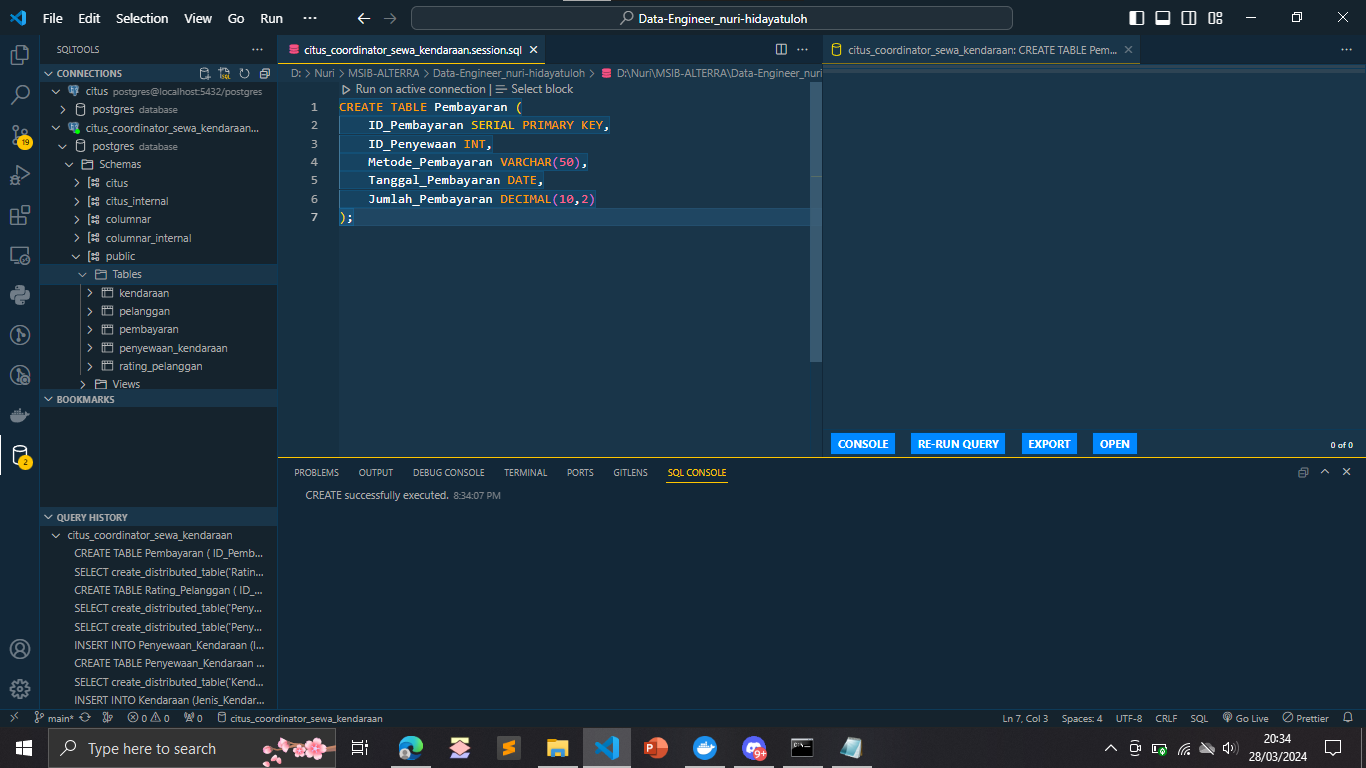 File Edit Selection View Go Run ··· Data-Engineer_nuri-hidayatuloh
SQLTOOLS
CONNECTIONS
citus postgres@localhost:5432/postgres
postgres database
citus_coordinator_sewa_kendaraan...
postgres database
Schemas
citus
citus_internal
columnar
columnar_internal
public
Tables
kendaraan
pelanggan
pembayaran
penyewaan_kendaraan
rating_pelanggan
Views
BOOKMARKS
QUERY HISTORY
citus_coordinator_sewa_kendaraan
CREATE TABLE Pembayaran ( ID_Pemb...
SELECT create_distributed_table('Ratin...
CREATE TABLE Rating_Pelanggan ( ID_...
SELECT create_distributed_table('Peny...
SELECT create_distributed_table('Peny...
INSERT INTO Penyewaan_Kendaraan (I...
CREATE TABLE Penyewaan_Kendaraan ...
SELECT create_distributed_table('Kend...
INSERT INTO Kendaraan (Jenis_Kendar...
19
2
citus_coordinator_sewa_kendaraan.session.sql
D: > Nuri > MSIB-ALTERRA > Data-Engineer_nuri-hidayatuloh > D:\Nuri\MSIB-ALTERRA\Data-Engineer_nuri
Run on active connection | Select block
1 CREATE TABLE Pembayaran (
2 ID_Pembayaran SERIAL PRIMARY KEY,
3 ID_Penyewaan INT,
4 Metode_Pembayaran VARCHAR(50),
5 Tanggal_Pembayaran DATE,
6 Jumlah_Pembayaran DECIMAL(10,2)
7 );
citus_coordinator_sewa_kendaraan: CREATE TABLE Pem...
CONSOLE RE-RUN QUERY EXPORT OPEN 0 of 0
PROBLEMS OUTPUT DEBUG CONSOLE TERMINAL PORTS GITLENS SQL CONSOLE
CREATE successfully executed. 8:34:07 PM
main* 0 0 0 citus_coordinator_sewa_kendaraan Ln 7, Col 3 Spaces: 4 UTF-8 CRLF SQL Go Live Prettier
Type here to search 9+ 20:34
28/03/2024